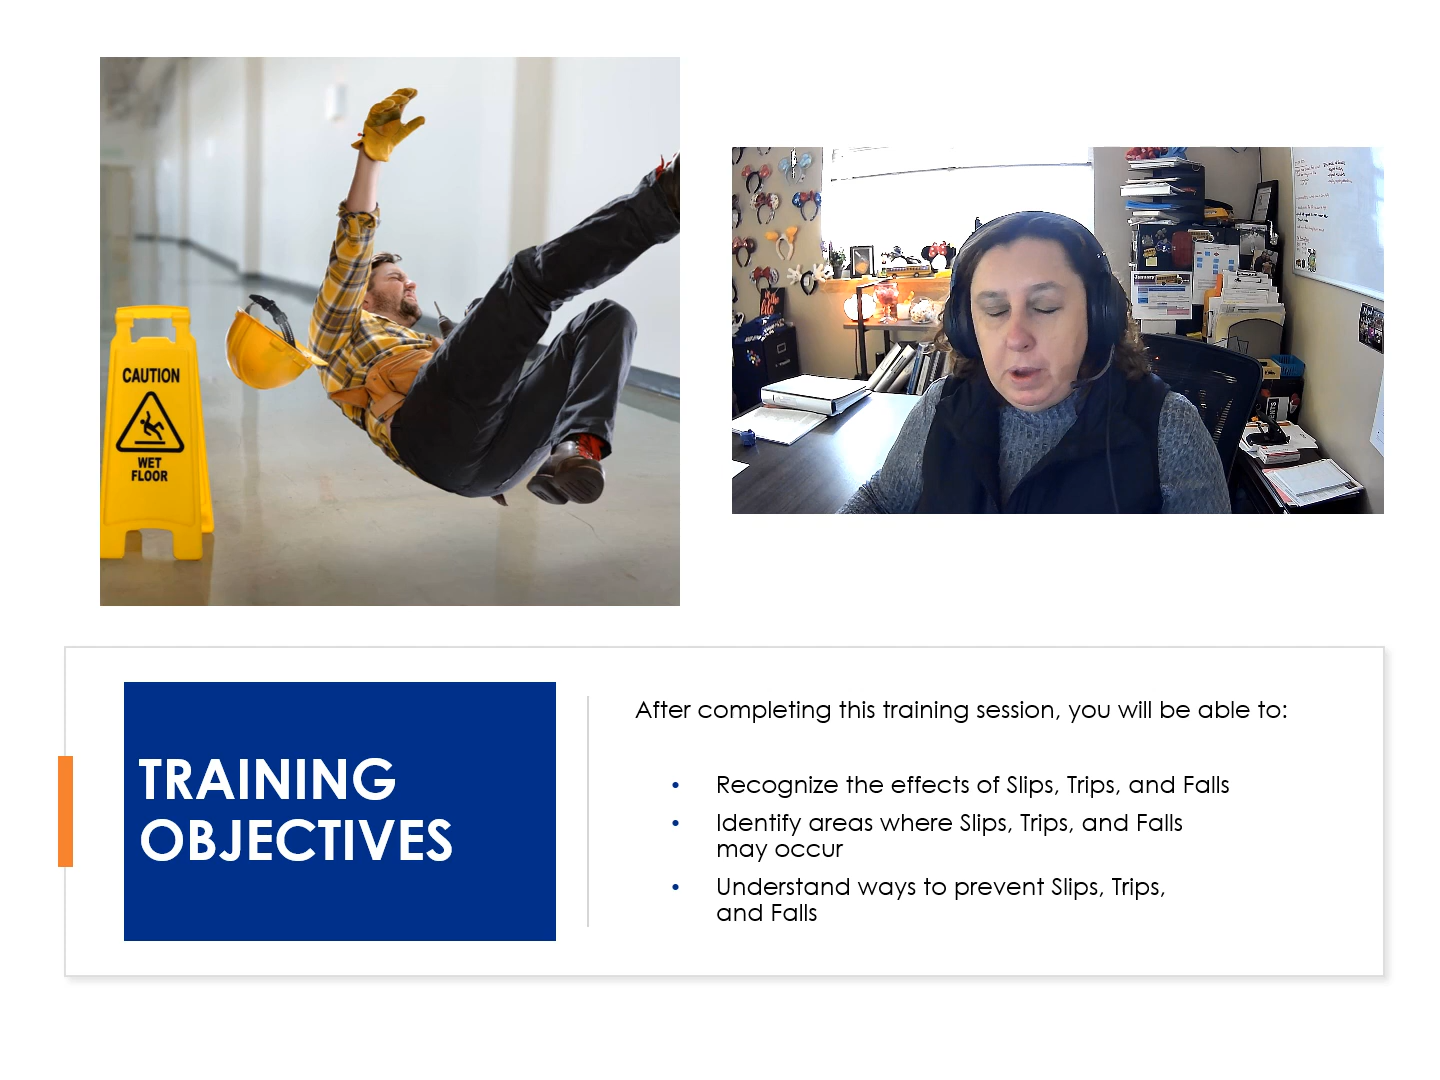 CAUTION
WET
FLOOR
January
TRAINING
OBJECTIVES
After completing this training session, you will be able to:
• Recognize the effects of Slips, Trips, and Falls
• Identify areas where Slips, Trips, and Falls
may occur
• Understand ways to prevent Slips, Trips,
and Falls